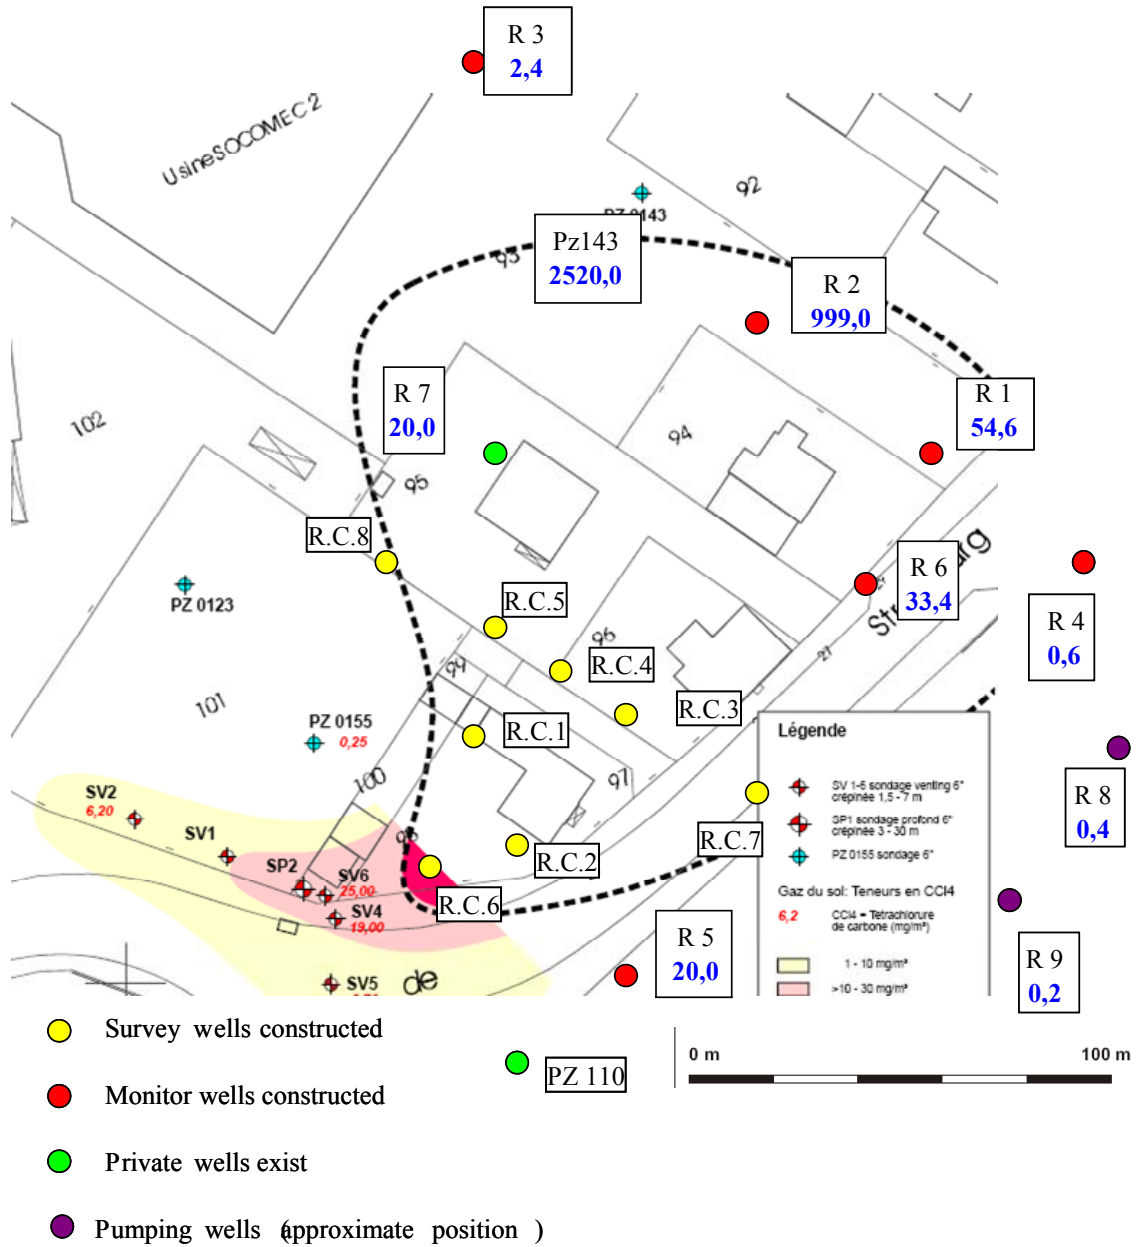 R 3
2,4
Usine SOCOMEC 2
92
PZ 0143
Pz143
2520,0
93
R 2
999,0
R 7
20,0
R 1
54,6
102
94
95
R.C.8
R 6
33,4
PZ 0123
R.C.5
R 4
0,6
96
R.C.4
99
21
101
R.C.3
PZ 0155
0,25
R.C.1
Légende
100
97
SV 1-6 sondage venting 6"
crépinée 1,5 - 7 m
SP1 sondage profond 6"
crépinée 3 - 30 m
PZ 0155 sondage 6"
R 8
0,4
SV2
6,20
SV1
R.C.7
R.C.2
SP2
SV6
25,00
R.C.6
SV4
19,00
Gaz du sol: Teneurs en CCl4
6,2
CCl4 = Tetrachlorure
de carbone (mg/m³)
R 5
20,0
1 - 10 mg/m³
>10 - 30 mg/m³
R 9
0,2
SV5
de
Survey wells constructed
0 m
100 m
PZ 110
Monitor wells constructed
Private wells exist
Pumping wells (approximate position )